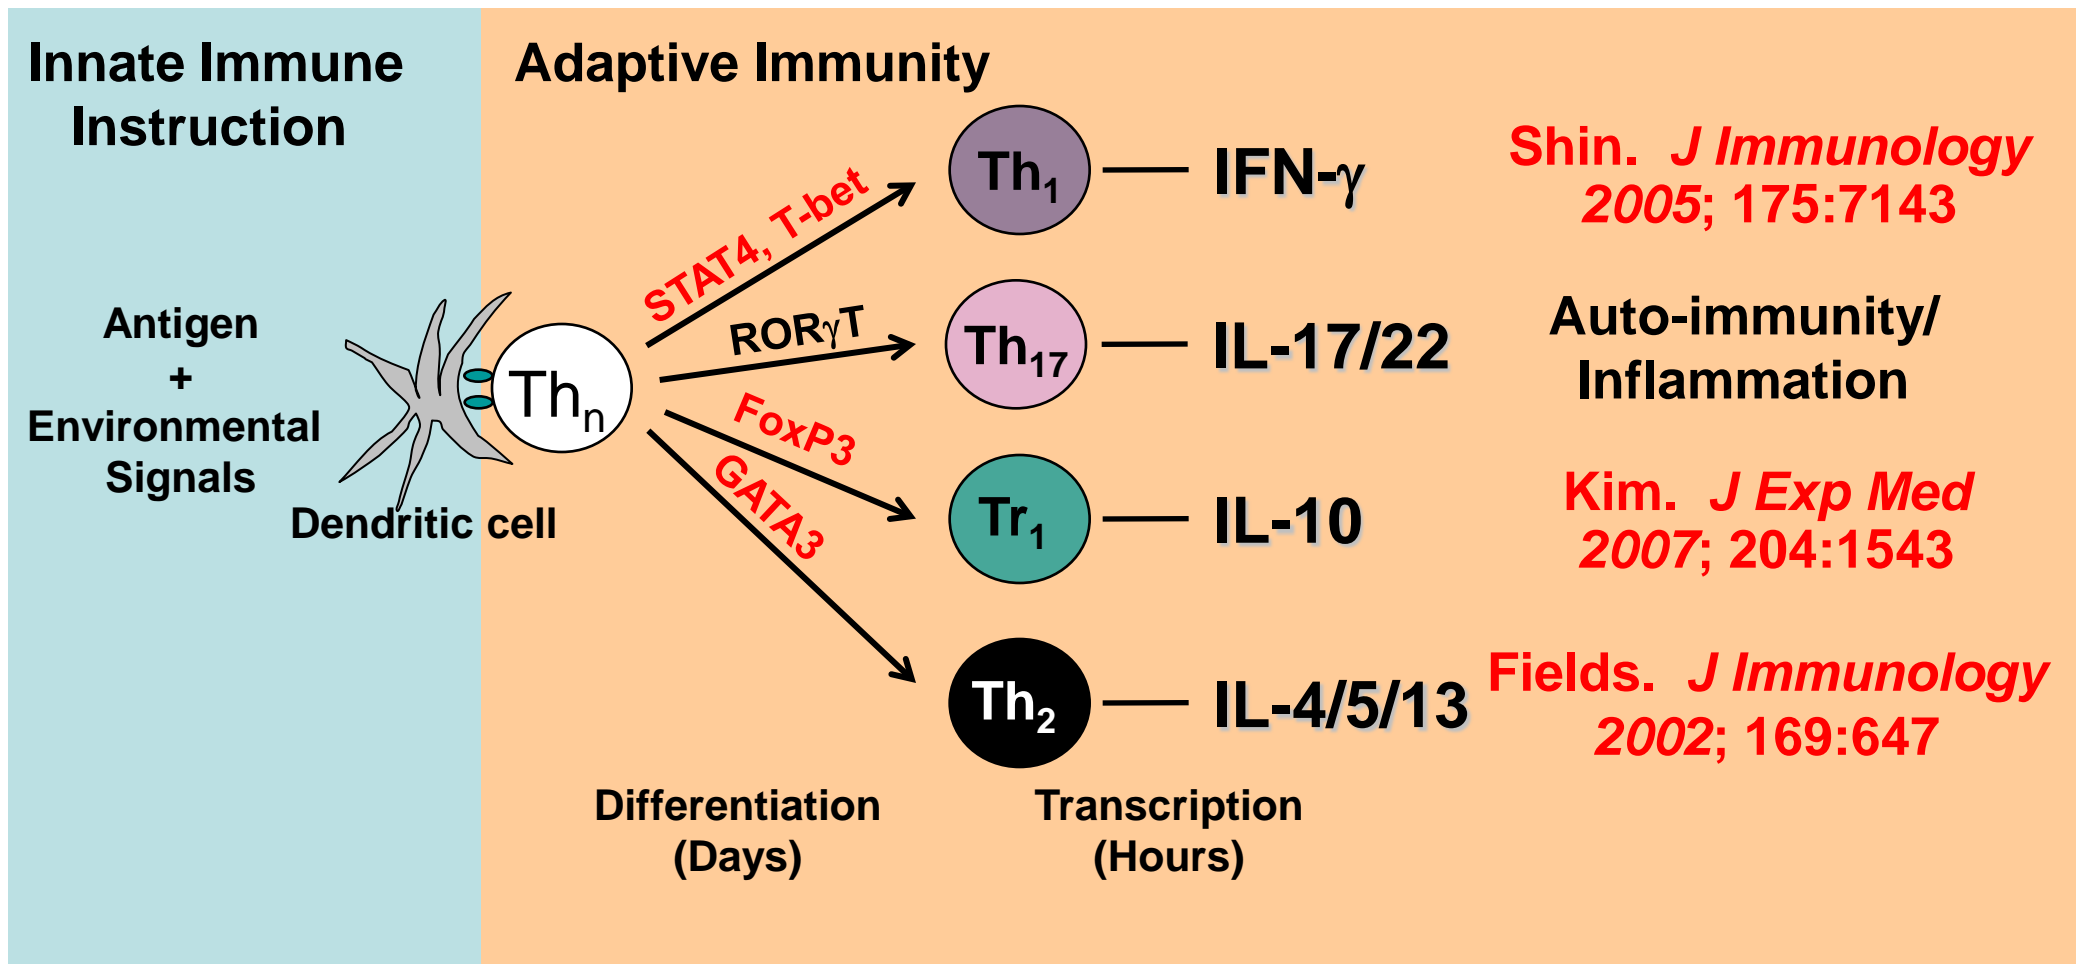 Innate Immune
Instruction
Adaptive Immunity
Antigen
+
Environmental
Signals
Dendritic cell
Thn
STAT4, T-bet
RORγT
FoxP3
GATA3
Th1
IFN-γ
Shin. J Immunology
2005; 175:7143
Th17
IL-17/22
Auto-immunity/
Inflammation
Tr1
IL-10
Kim. J Exp Med
2007; 204:1543
Th2
IL-4/5/13
Fields. J Immunology
2002; 169:647
Differentiation
(Days)
Transcription
(Hours)